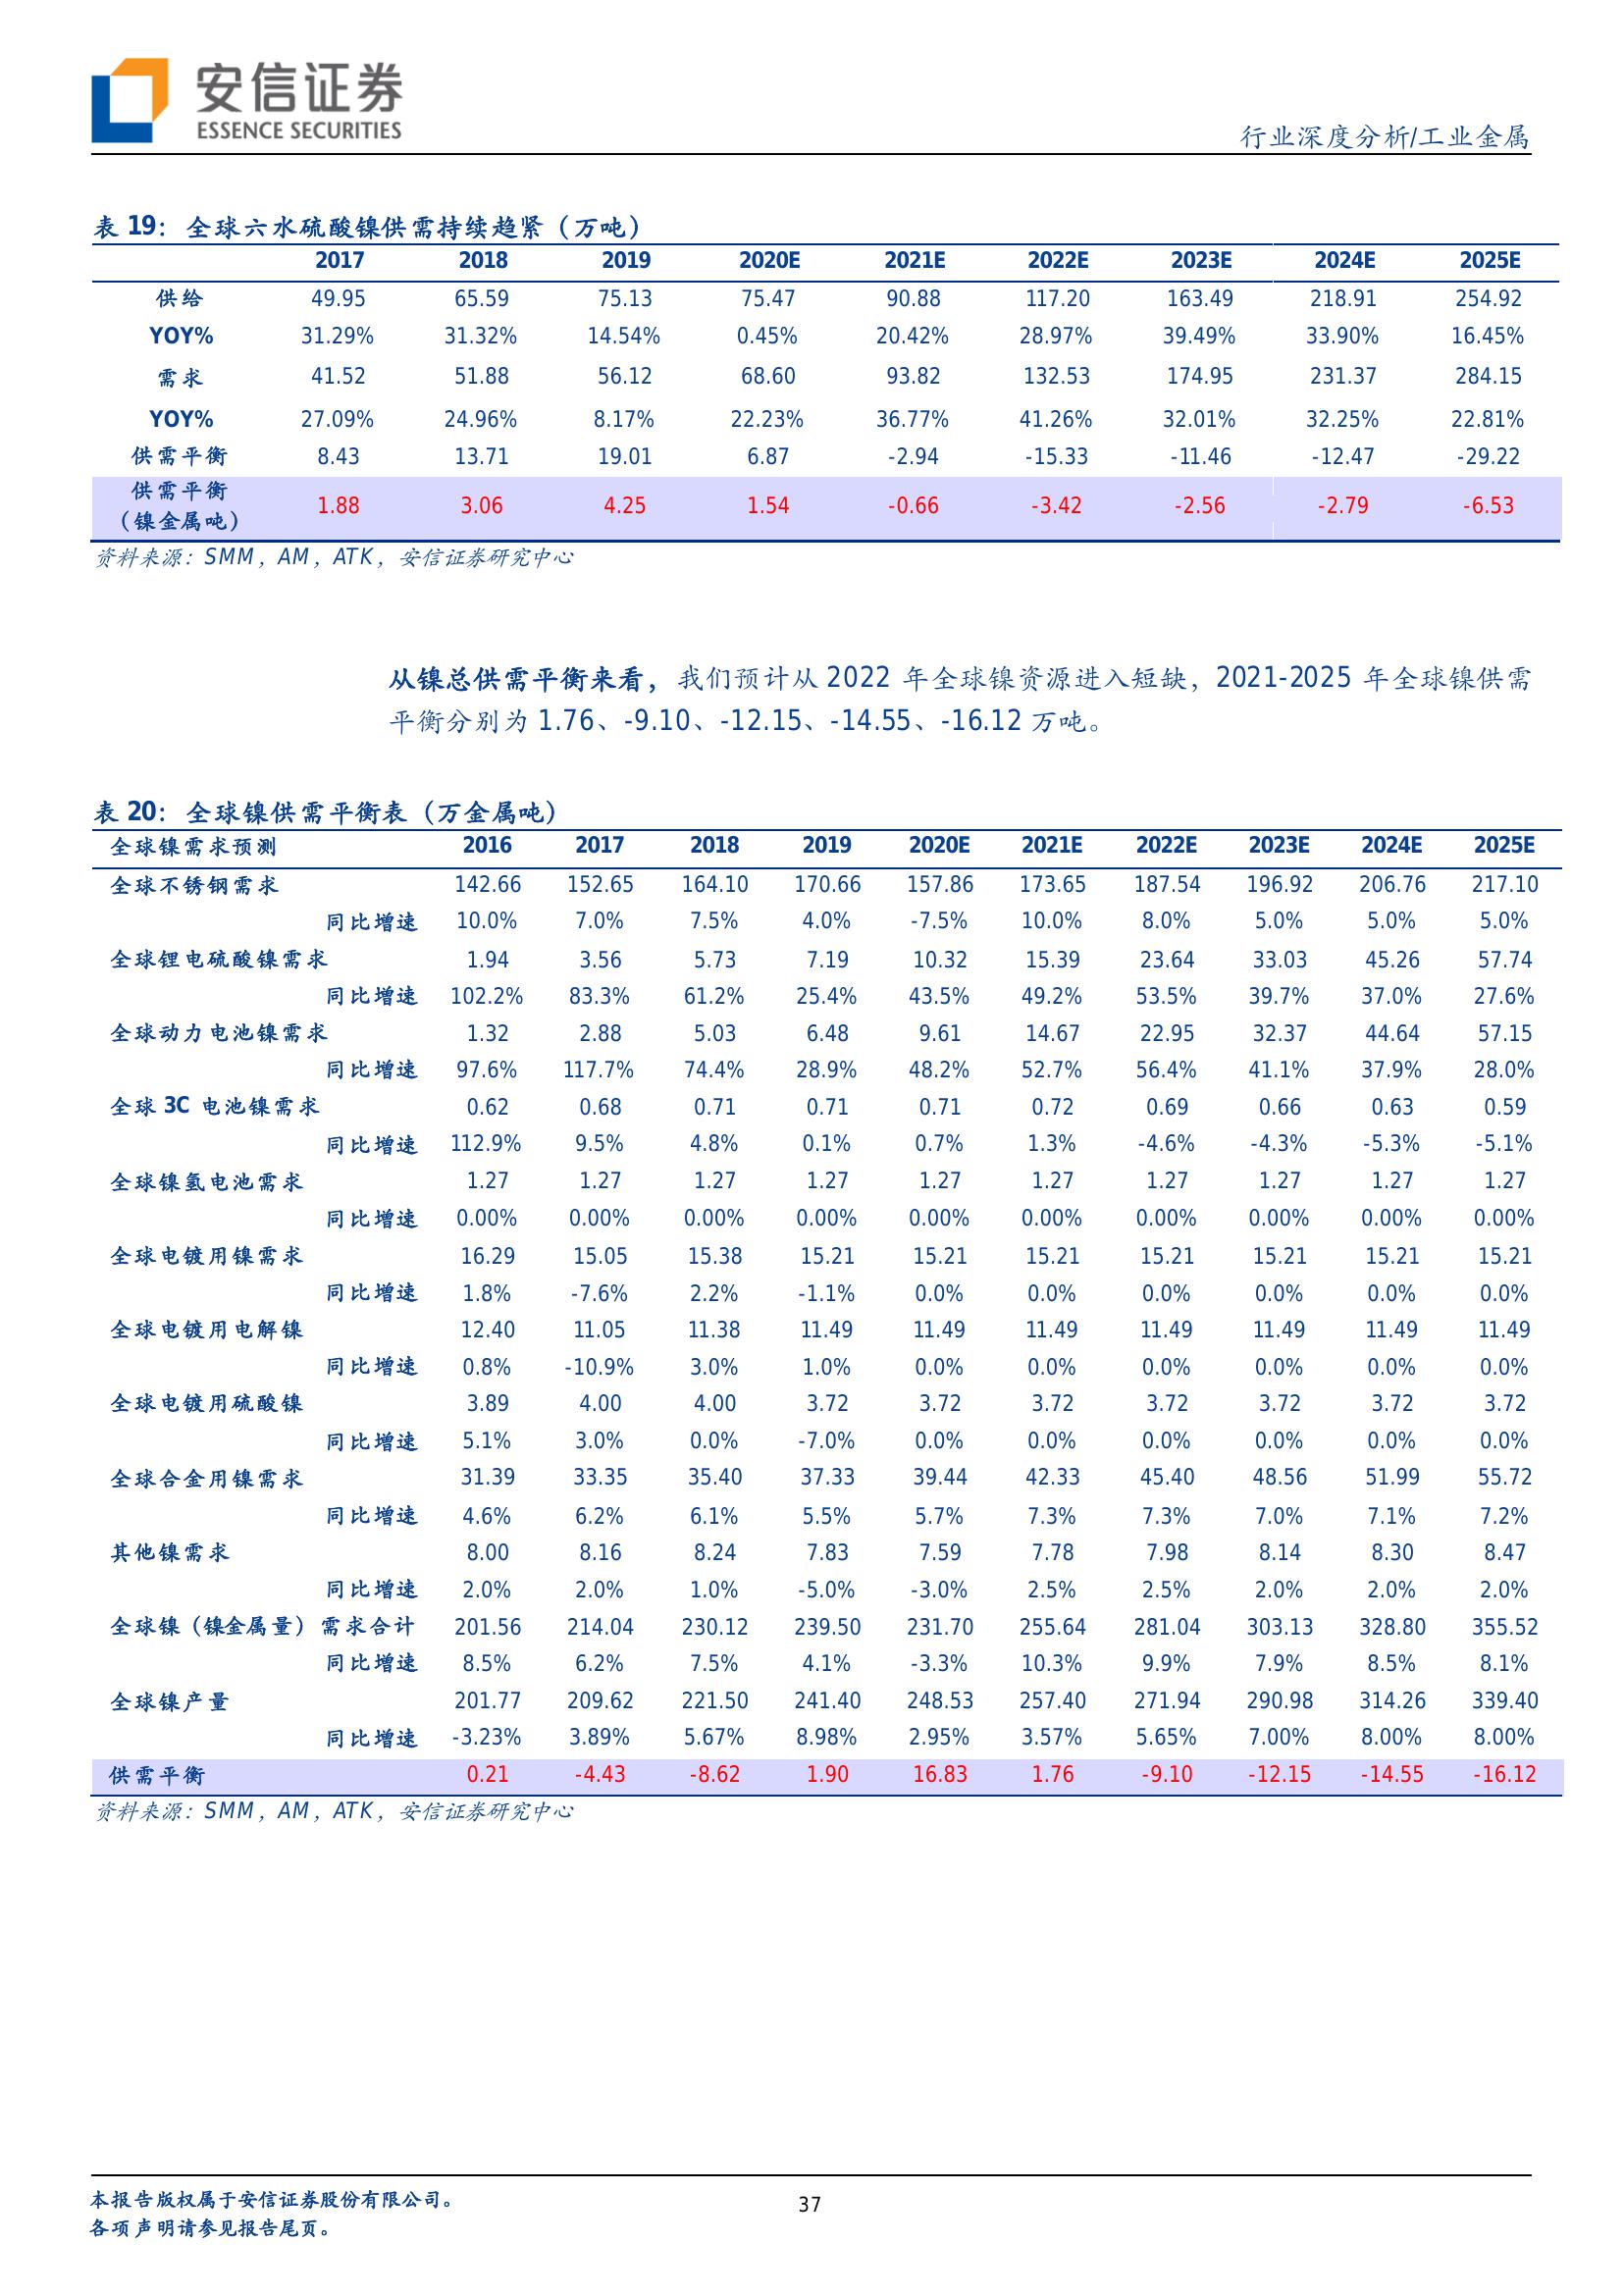 安信证券
ESSENCE SECURITIES
行业深度分析/工业金属
表 19：全球六水硫酸镍供需持续趋紧（万吨）
2017 2018 2019 2020E 2021E 2022E 2023E 2024E 2025E
供给 49.95 65.59 75.13 75.47 90.88 117.20 163.49 218.91 254.92
YOY% 31.29% 31.32% 14.54% 0.45% 20.42% 28.97% 39.49% 33.90% 16.45%
需求 41.52 51.88 56.12 68.60 93.82 132.53 174.95 231.37 284.15
YOY% 27.09% 24.96% 8.17% 22.23% 36.77% 41.26% 32.01% 32.25% 22.81%
供需平衡 8.43 13.71 19.01 6.87 -2.94 -15.33 -11.46 -12.47 -29.22
供需平衡
（镍金属吨） 1.88 3.06 4.25 1.54 -0.66 -3.42 -2.56 -2.79 -6.53
资料来源：SMM，AM，ATK，安信证券研究中心
从镍总供需平衡来看，我们预计从 2022 年全球镍资源进入短缺，2021-2025 年全球镍供需
平衡分别为 1.76、-9.10、-12.15、-14.55、-16.12 万吨。
表 20：全球镍供需平衡表（万金属吨）
全球镍需求预测 2016 2017 2018 2019 2020E 2021E 2022E 2023E 2024E 2025E
全球不锈钢需求 142.66 152.65 164.10 170.66 157.86 173.65 187.54 196.92 206.76 217.10
同比增速 10.0% 7.0% 7.5% 4.0% -7.5% 10.0% 8.0% 5.0% 5.0% 5.0%
全球锂电硫酸镍需求 1.94 3.56 5.73 7.19 10.32 15.39 23.64 33.03 45.26 57.74
同比增速 102.2% 83.3% 61.2% 25.4% 43.5% 49.2% 53.5% 39.7% 37.0% 27.6%
全球动力电池镍需求 1.32 2.88 5.03 6.48 9.61 14.67 22.95 32.37 44.64 57.15
同比增速 97.6% 117.7% 74.4% 28.9% 48.2% 52.7% 56.4% 41.1% 37.9% 28.0%
全球 3C 电池镍需求 0.62 0.68 0.71 0.71 0.71 0.72 0.69 0.66 0.63 0.59
同比增速 112.9% 9.5% 4.8% 0.1% 0.7% 1.3% -4.6% -4.3% -5.3% -5.1%
全球镍氢电池需求 1.27 1.27 1.27 1.27 1.27 1.27 1.27 1.27 1.27 1.27
同比增速 0.00% 0.00% 0.00% 0.00% 0.00% 0.00% 0.00% 0.00% 0.00% 0.00%
全球电镀用镍需求 16.29 15.05 15.38 15.21 15.21 15.21 15.21 15.21 15.21 15.21
同比增速 1.8% -7.6% 2.2% -1.1% 0.0% 0.0% 0.0% 0.0% 0.0% 0.0%
全球电镀用电解镍 12.40 11.05 11.38 11.49 11.49 11.49 11.49 11.49 11.49 11.49
同比增速 0.8% -10.9% 3.0% 1.0% 0.0% 0.0% 0.0% 0.0% 0.0% 0.0%
全球电镀用硫酸镍 3.89 4.00 4.00 3.72 3.72 3.72 3.72 3.72 3.72 3.72
同比增速 5.1% 3.0% 0.0% -7.0% 0.0% 0.0% 0.0% 0.0% 0.0% 0.0%
全球合金用镍需求 31.39 33.35 35.40 37.33 39.44 42.33 45.40 48.56 51.99 55.72
同比增速 4.6% 6.2% 6.1% 5.5% 5.7% 7.3% 7.3% 7.0% 7.1% 7.2%
其他镍需求 8.00 8.16 8.24 7.83 7.59 7.78 7.98 8.14 8.30 8.47
同比增速 2.0% 2.0% 1.0% -5.0% -3.0% 2.5% 2.5% 2.0% 2.0% 2.0%
全球镍（镍金属量）需求合计 201.56 214.04 230.12 239.50 231.70 255.64 281.04 303.13 328.80 355.52
同比增速 8.5% 6.2% 7.5% 4.1% -3.3% 10.3% 9.9% 7.9% 8.5% 8.1%
全球镍产量 201.77 209.62 221.50 241.40 248.53 257.40 271.94 290.98 314.26 339.40
同比增速 -3.23% 3.89% 5.67% 8.98% 2.95% 3.57% 5.65% 7.00% 8.00% 8.00%
供需平衡 0.21 -4.43 -8.62 1.90 16.83 1.76 -9.10 -12.15 -14.55 -16.12
资料来源：SMM，AM，ATK，安信证券研究中心
本报告版权属于安信证券股份有限公司。
各项声明请参见报告尾页。
37